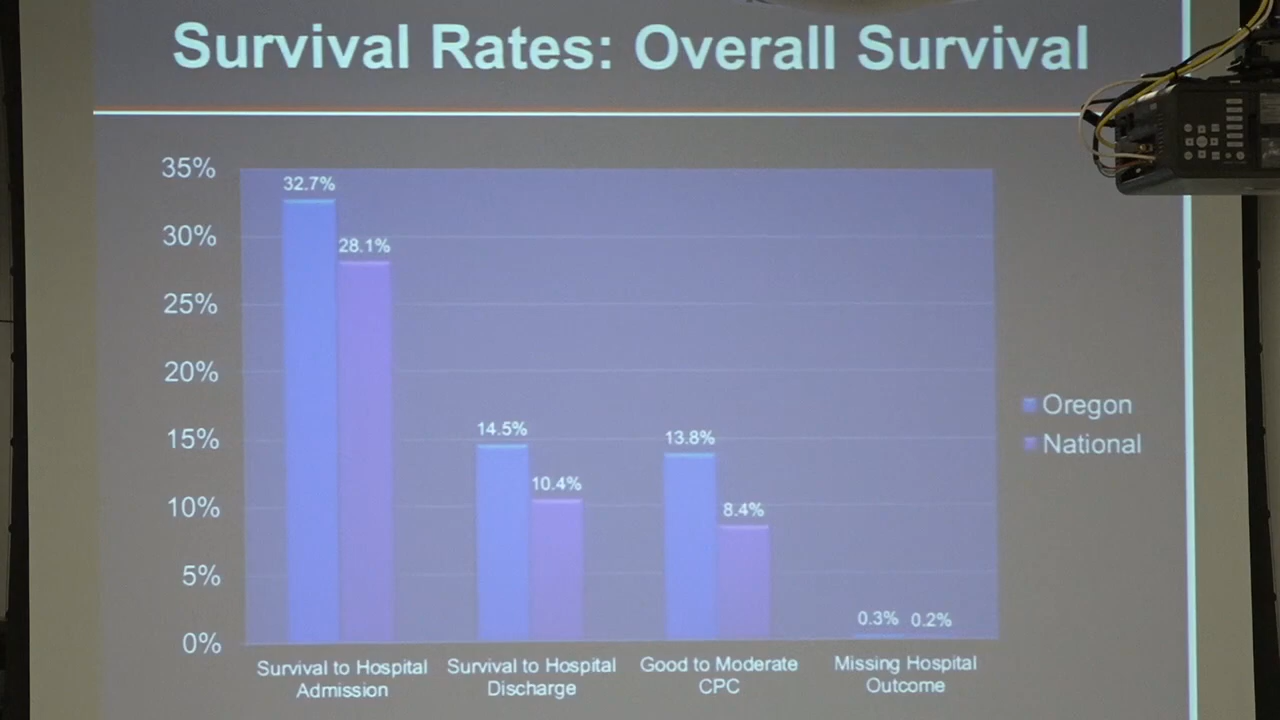 Survival Rates: Overall Survival
35%
30%
25%
20%
15%
10%
5%
0%
32.7%
28.1%
14.5%
10.4%
13.8%
8.4%
0.3% 0.2%
Survival to Hospital
Admission
Survival to Hospital
Discharge
Good to Moderate
CPC
Missing Hospital
Outcome
Oregon
National